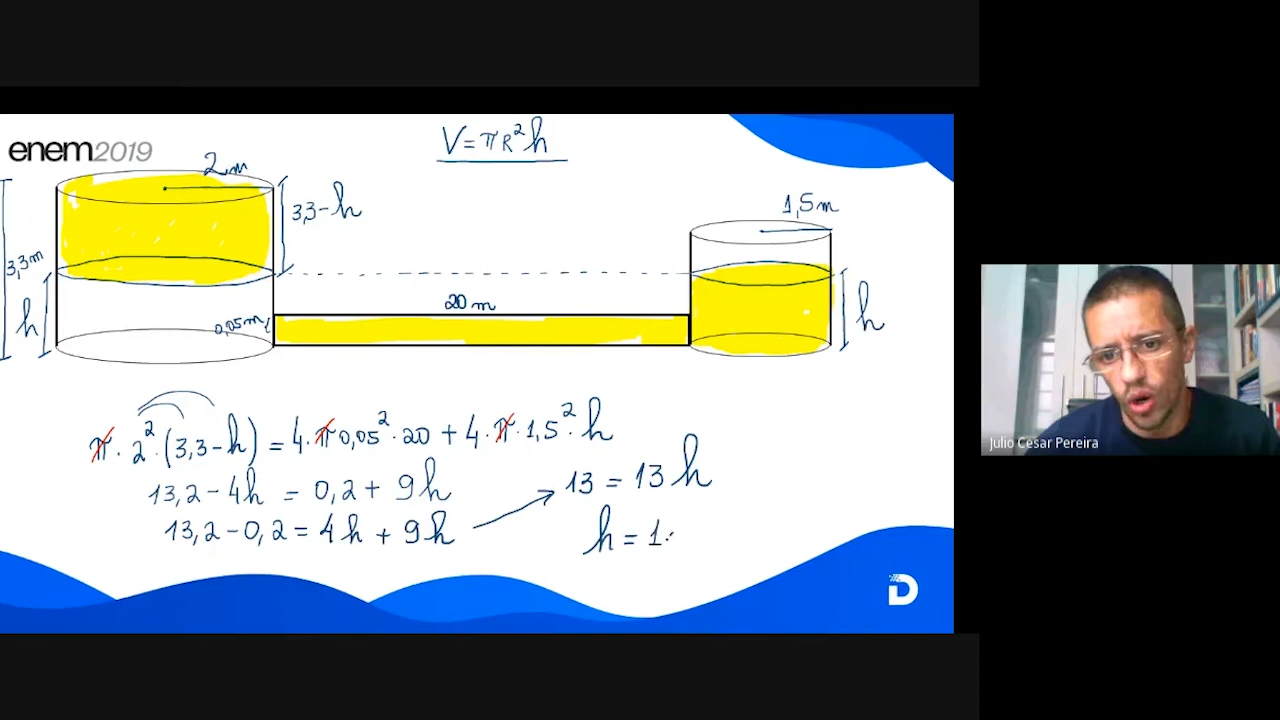 enem2019
V=πR²h
2m
3,3-h
1,5m
3,3m
h
20 m
0,05m
h
π·2²·(3,3-h)=4·π0,05²·20+4·π·1,5²·h
13,2-4h = 0,2+ 9h
13=13h
13,2-0,2=4h+9h
h=1
Julio Cesar Pereira